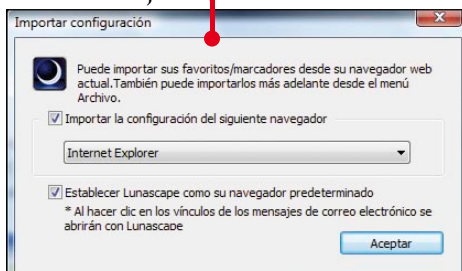 Importar configuración
Puede importar sus favoritos/marcadores desde su navegador web
actual.También puede importarlos más adelante desde el menú
Archivo.
Importar la configuración del siguiente navegador
Internet Explorer
Establecer Lunascape como su navegador predeterminado
* Al hacer clic en los vínculos de los mensajes de correo electrónico se
abrirán con Lunascape
Aceptar